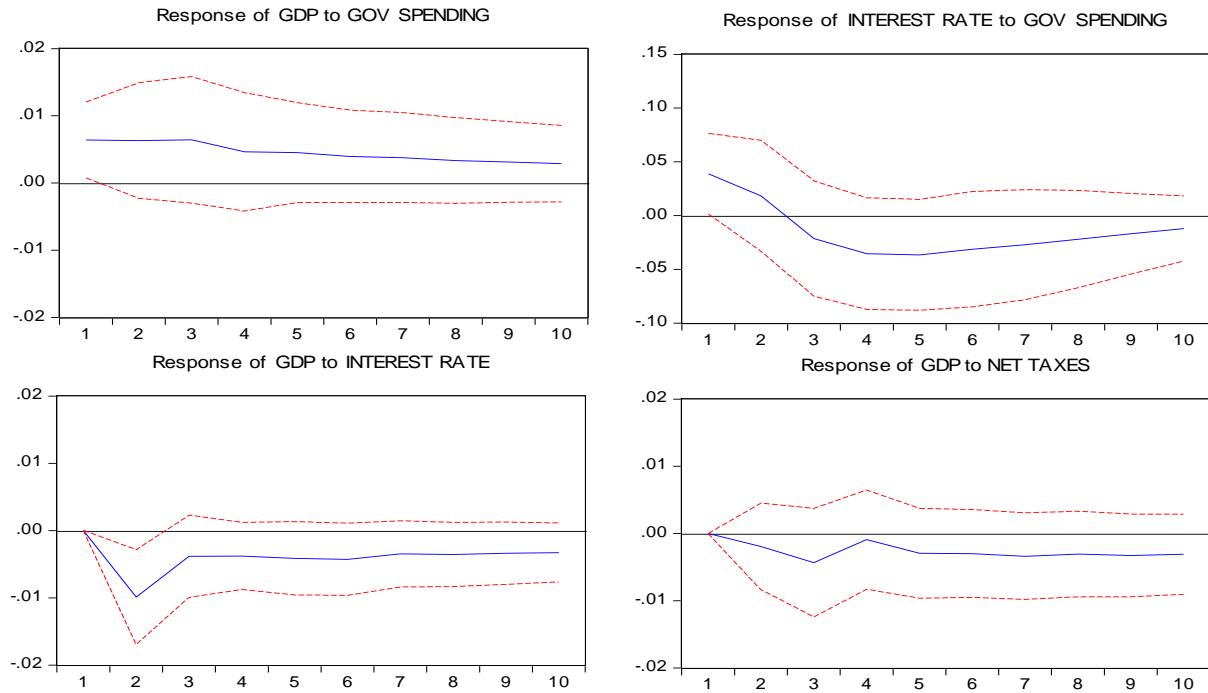 Response of GDP to GOV SPENDING
.02
.01
.00
-.01
-.02
1 2 3 4 5 6 7 8 9 10
Response of INTEREST RATE to GOV SPENDING
.15
.10
.05
.00
-.05
-.10
1 2 3 4 5 6 7 8 9 10
Response of GDP to INTEREST RATE
.02
.01
.00
-.01
-.02
1 2 3 4 5 6 7 8 9 10
Response of GDP to NET TAXES
.02
.01
.00
-.01
-.02
1 2 3 4 5 6 7 8 9 10